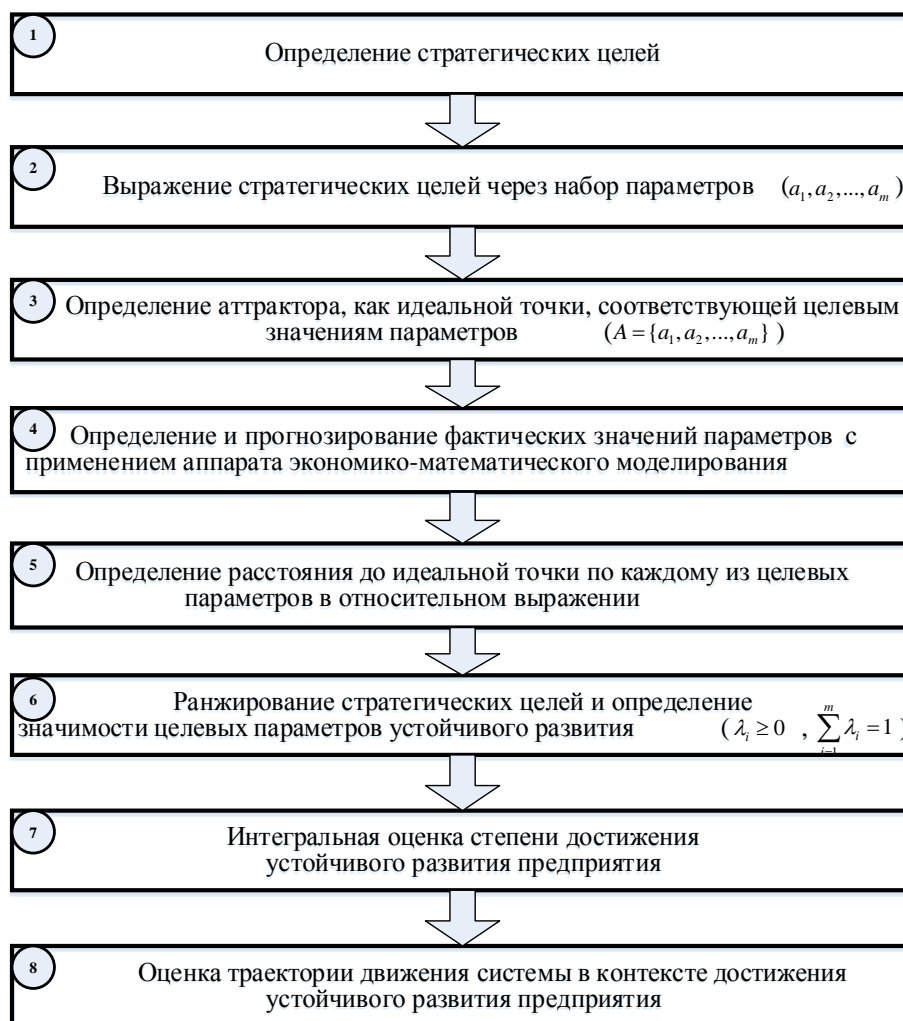 1
Определение стратегических целей
2
Выражение стратегических целей через набор параметров (a₁,a₂,...,aₘ)
3
Определение аттрактора, как идеальной точки, соответствующей целевым
значениям параметров (A={a₁,a₂,...,aₘ})
4
Определение и прогнозирование фактических значений параметров с
применением аппарата экономико-математического моделирования
5
Определение расстояния до идеальной точки по каждому из целевых
параметров в относительном выражении
6
Ранжирование стратегических целей и определение
значимости целевых параметров устойчивого развития (λᵢ≥0 , ∑ᵢ₌₁ᵐ λᵢ=1)
7
Интегральная оценка степени достижения
устойчивого развития предприятия
8
Оценка траектории движения системы в контексте достижения
устойчивого развития предприятия